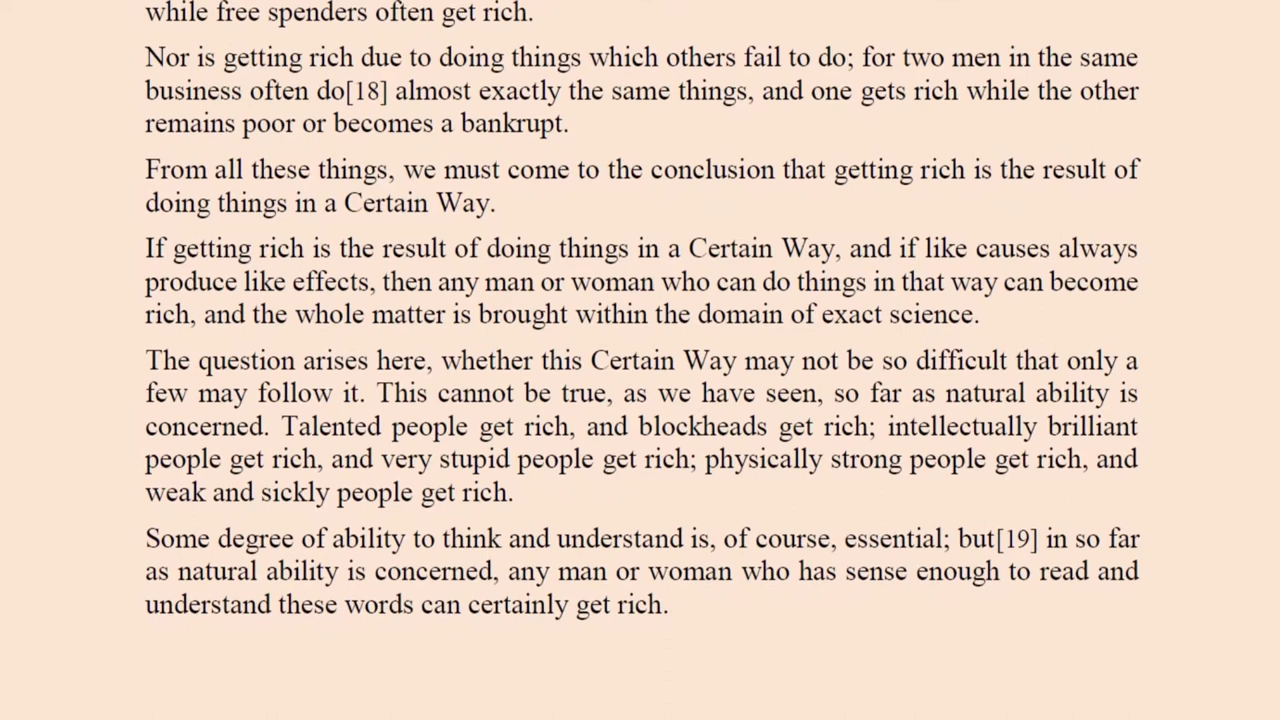 while free spenders often get rich.
Nor is getting rich due to doing things which others fail to do; for two men in the same
business often do[18] almost exactly the same things, and one gets rich while the other
remains poor or becomes a bankrupt.
From all these things, we must come to the conclusion that getting rich is the result of
doing things in a Certain Way.
If getting rich is the result of doing things in a Certain Way, and if like causes always
produce like effects, then any man or woman who can do things in that way can become
rich, and the whole matter is brought within the domain of exact science.
The question arises here, whether this Certain Way may not be so difficult that only a
few may follow it. This cannot be true, as we have seen, so far as natural ability is
concerned. Talented people get rich, and blockheads get rich; intellectually brilliant
people get rich, and very stupid people get rich; physically strong people get rich, and
weak and sickly people get rich.
Some degree of ability to think and understand is, of course, essential; but[19] in so far
as natural ability is concerned, any man or woman who has sense enough to read and
understand these words can certainly get rich.